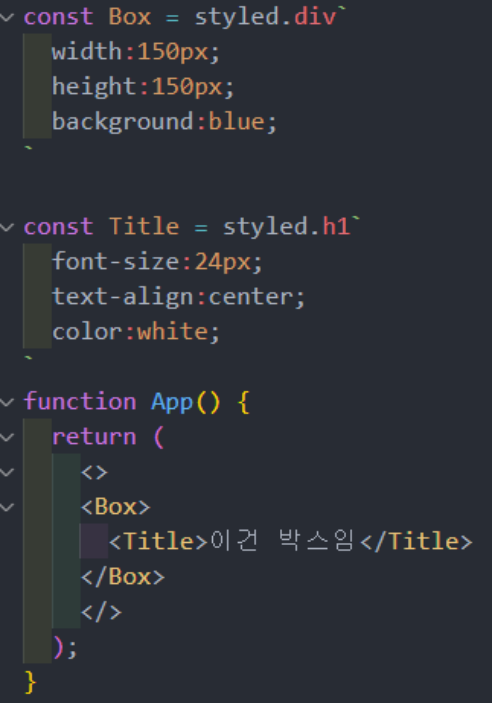 const Box = styled.div`
width:150px;
height:150px;
background:blue;
`
const Title = styled.h1`
font-size:24px;
text-align:center;
color:white;
`
function App() {
return (
<>
<Box>
<Title>이건 박스임</Title>
</Box>
</>
);
}